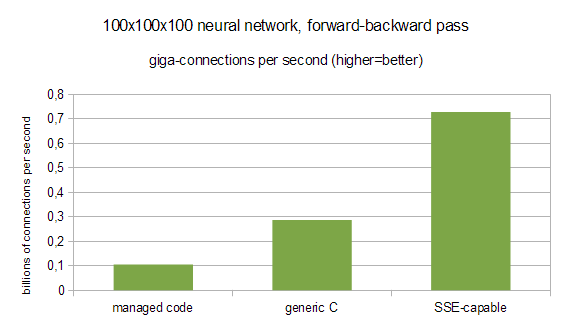 100x100x100 neural network, forward-backward pass
giga-connections per second (higher=better)
billions of connections per second
0,8
0,7
0,6
0,5
0,4
0,3
0,2
0,1
0
managed code
generic C
SSE-capable